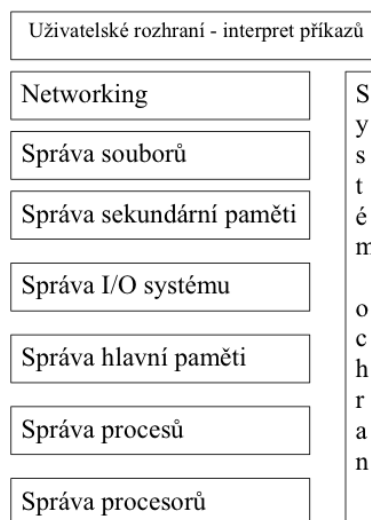 Uživatelské rozhraní - interpret příkazů
Networking
Správa souborů
Správa sekundární paměti
Správa I/O systému
Správa hlavní paměti
Správa procesů
Správa procesorů
Systém ochran